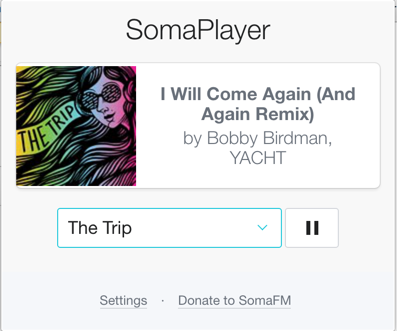 SomaPlayer
THE TRIP
I Will Come Again (And
Again Remix)
by Bobby Birdman,
YACHT
The Trip
Settings · Donate to SomaFM